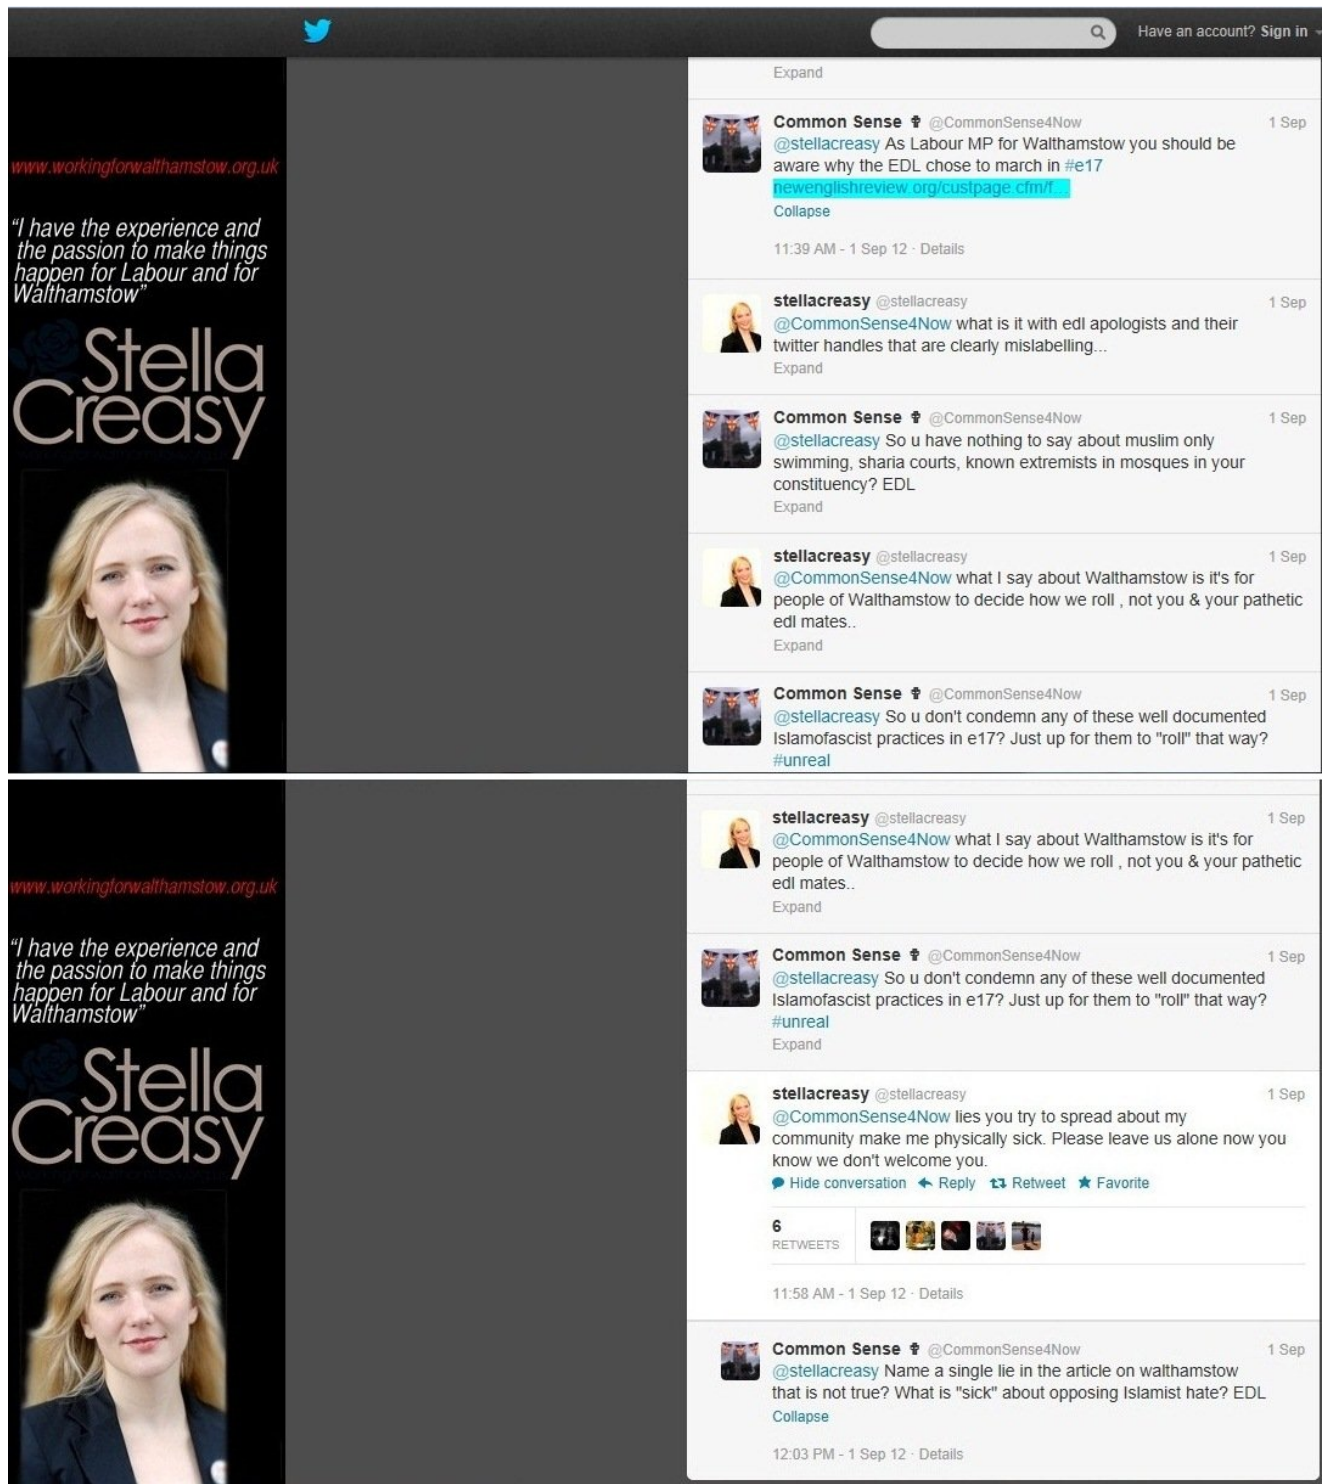 Have an account? Sign in
www.workingforwalthamstow.org.uk
"I have the experience and
the passion to make things
happen for Labour and for
Walthamstow"
Stella
Creasy
Expand
Common Sense @CommonSense4Now 1 Sep
@stellacreasy As Labour MP for Walthamstow you should be
aware why the EDL chose to march in #e17
newenglishreview.org/custpage.cfm/f...
Collapse
11:39 AM - 1 Sep 12 · Details
stellacreasy @stellacreasy 1 Sep
@CommonSense4Now what is it with edl apologists and their
twitter handles that are clearly mislabelling...
Expand
Common Sense @CommonSense4Now 1 Sep
@stellacreasy So u have nothing to say about muslim only
swimming, sharia courts, known extremists in mosques in your
constituency? EDL
Expand
stellacreasy @stellacreasy 1 Sep
@CommonSense4Now what I say about Walthamstow is it's for
people of Walthamstow to decide how we roll , not you & your pathetic
edl mates..
Expand
Common Sense @CommonSense4Now 1 Sep
@stellacreasy So u don't condemn any of these well documented
Islamofascist practices in e17? Just up for them to "roll" that way?
#unreal
www.workingforwalthamstow.org.uk
"I have the experience and
the passion to make things
happen for Labour and for
Walthamstow"
Stella
Creasy
stellacreasy @stellacreasy 1 Sep
@CommonSense4Now what I say about Walthamstow is it's for
people of Walthamstow to decide how we roll , not you & your pathetic
edl mates..
Expand
Common Sense @CommonSense4Now 1 Sep
@stellacreasy So u don't condemn any of these well documented
Islamofascist practices in e17? Just up for them to "roll" that way?
#unreal
Expand
stellacreasy @stellacreasy 1 Sep
@CommonSense4Now lies you try to spread about my
community make me physically sick. Please leave us alone now you
know we don't welcome you.
Hide conversation Reply Retweet Favorite
6
RETWEETS
11:58 AM - 1 Sep 12 · Details
Common Sense @CommonSense4Now 1 Sep
@stellacreasy Name a single lie in the article on walthamstow
that is not true? What is "sick" about opposing Islamist hate? EDL
Collapse
12:03 PM - 1 Sep 12 · Details